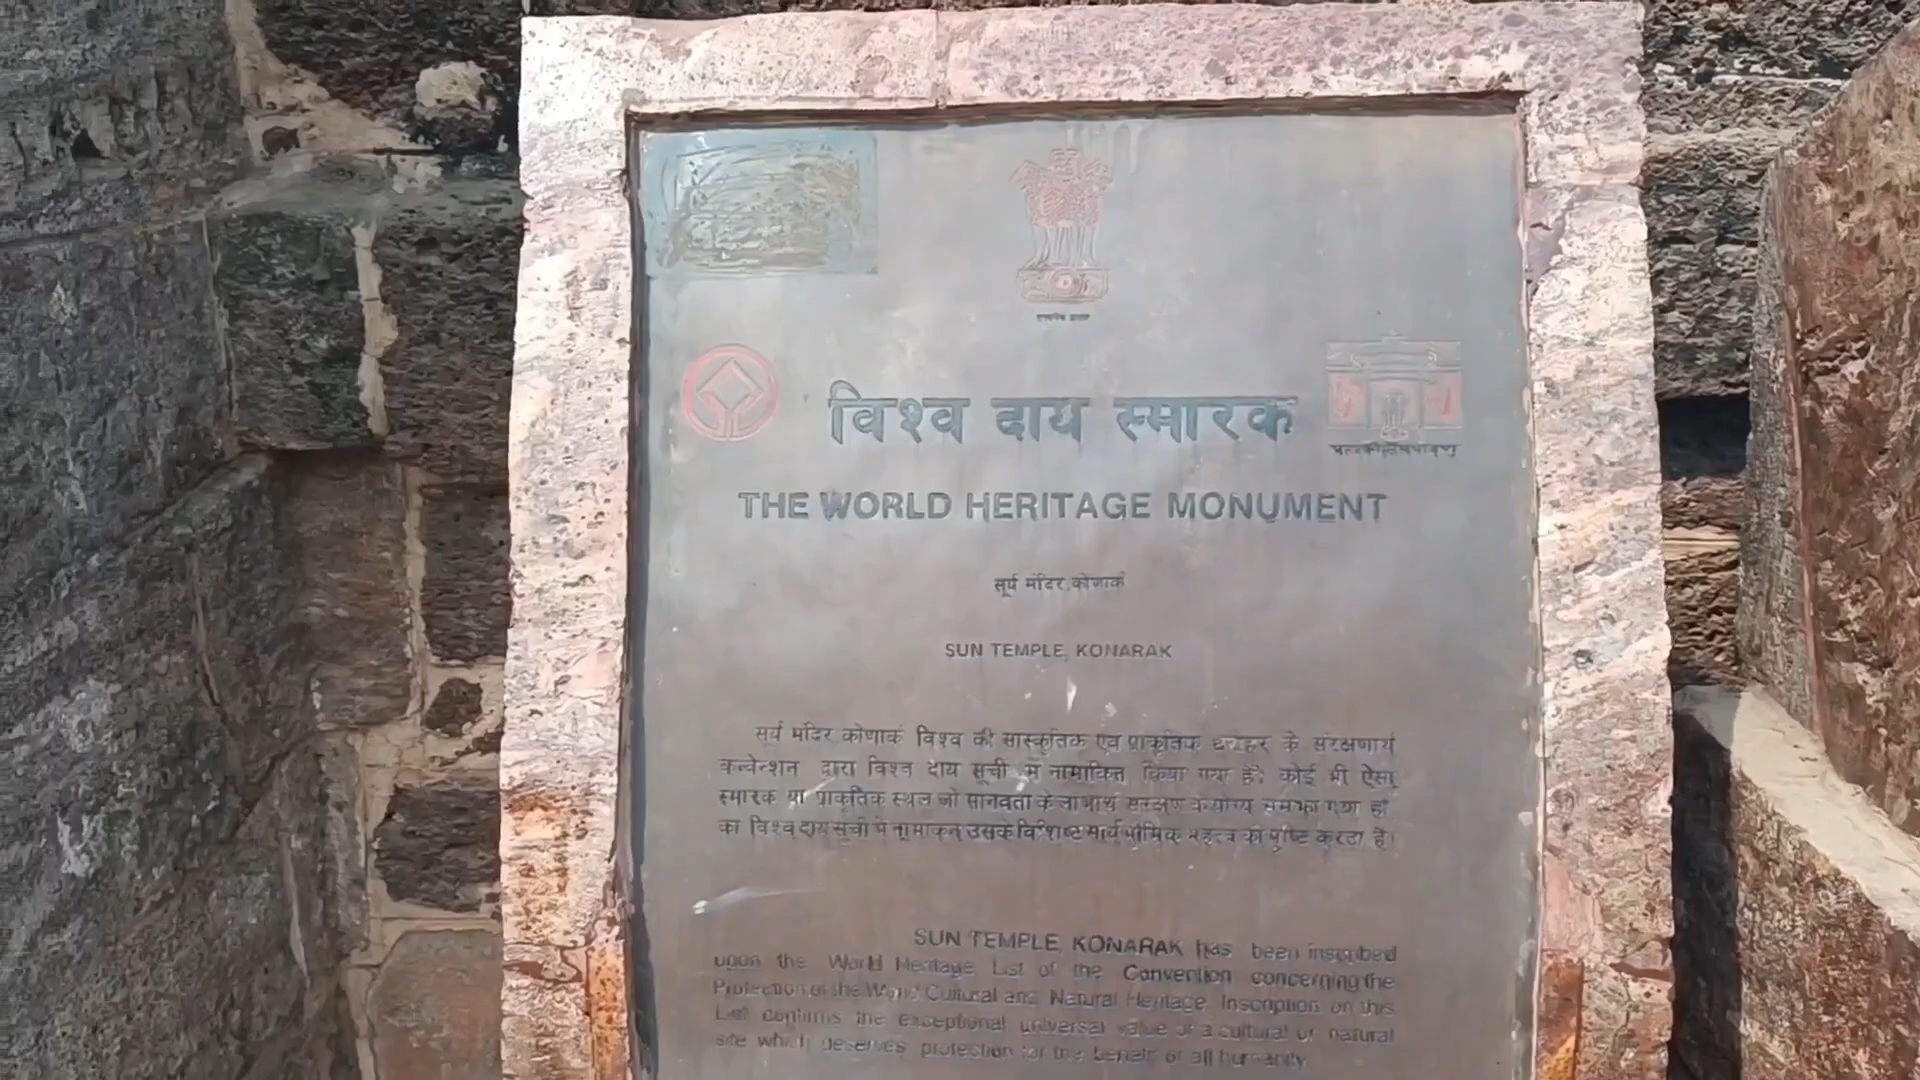 विश्व दाय स्मारक
THE WORLD HERITAGE MONUMENT
सूर्य मंदिर, कोणार्क
SUN TEMPLE, KONARAK
सूर्य मंदिर कोणार्क विश्व की सांस्कृतिक एवं प्राकृतिक धरोहर के संरक्षणार्थ
कन्वेन्शन द्वारा विश्व दाय सूची में नामांकित किया गया है। कोई भी ऐसा
स्मारक या प्राकृतिक स्थल जो मानवता के लाभार्थ संरक्षण के योग्य समझा गया हो
का विश्व दाय सूची में नामांकन उसके विशिष्ट सार्वभौमिक महत्व की पुष्टि करता है।
SUN TEMPLE, KONARAK has been inscribed
upon the World Heritage List of the Convention concerning the
Protection of the World Cultural and Natural Heritage. Inscription on this
List confirms the exceptional universal value of a cultural or natural
site which deserves protection for the benefit of all humanity